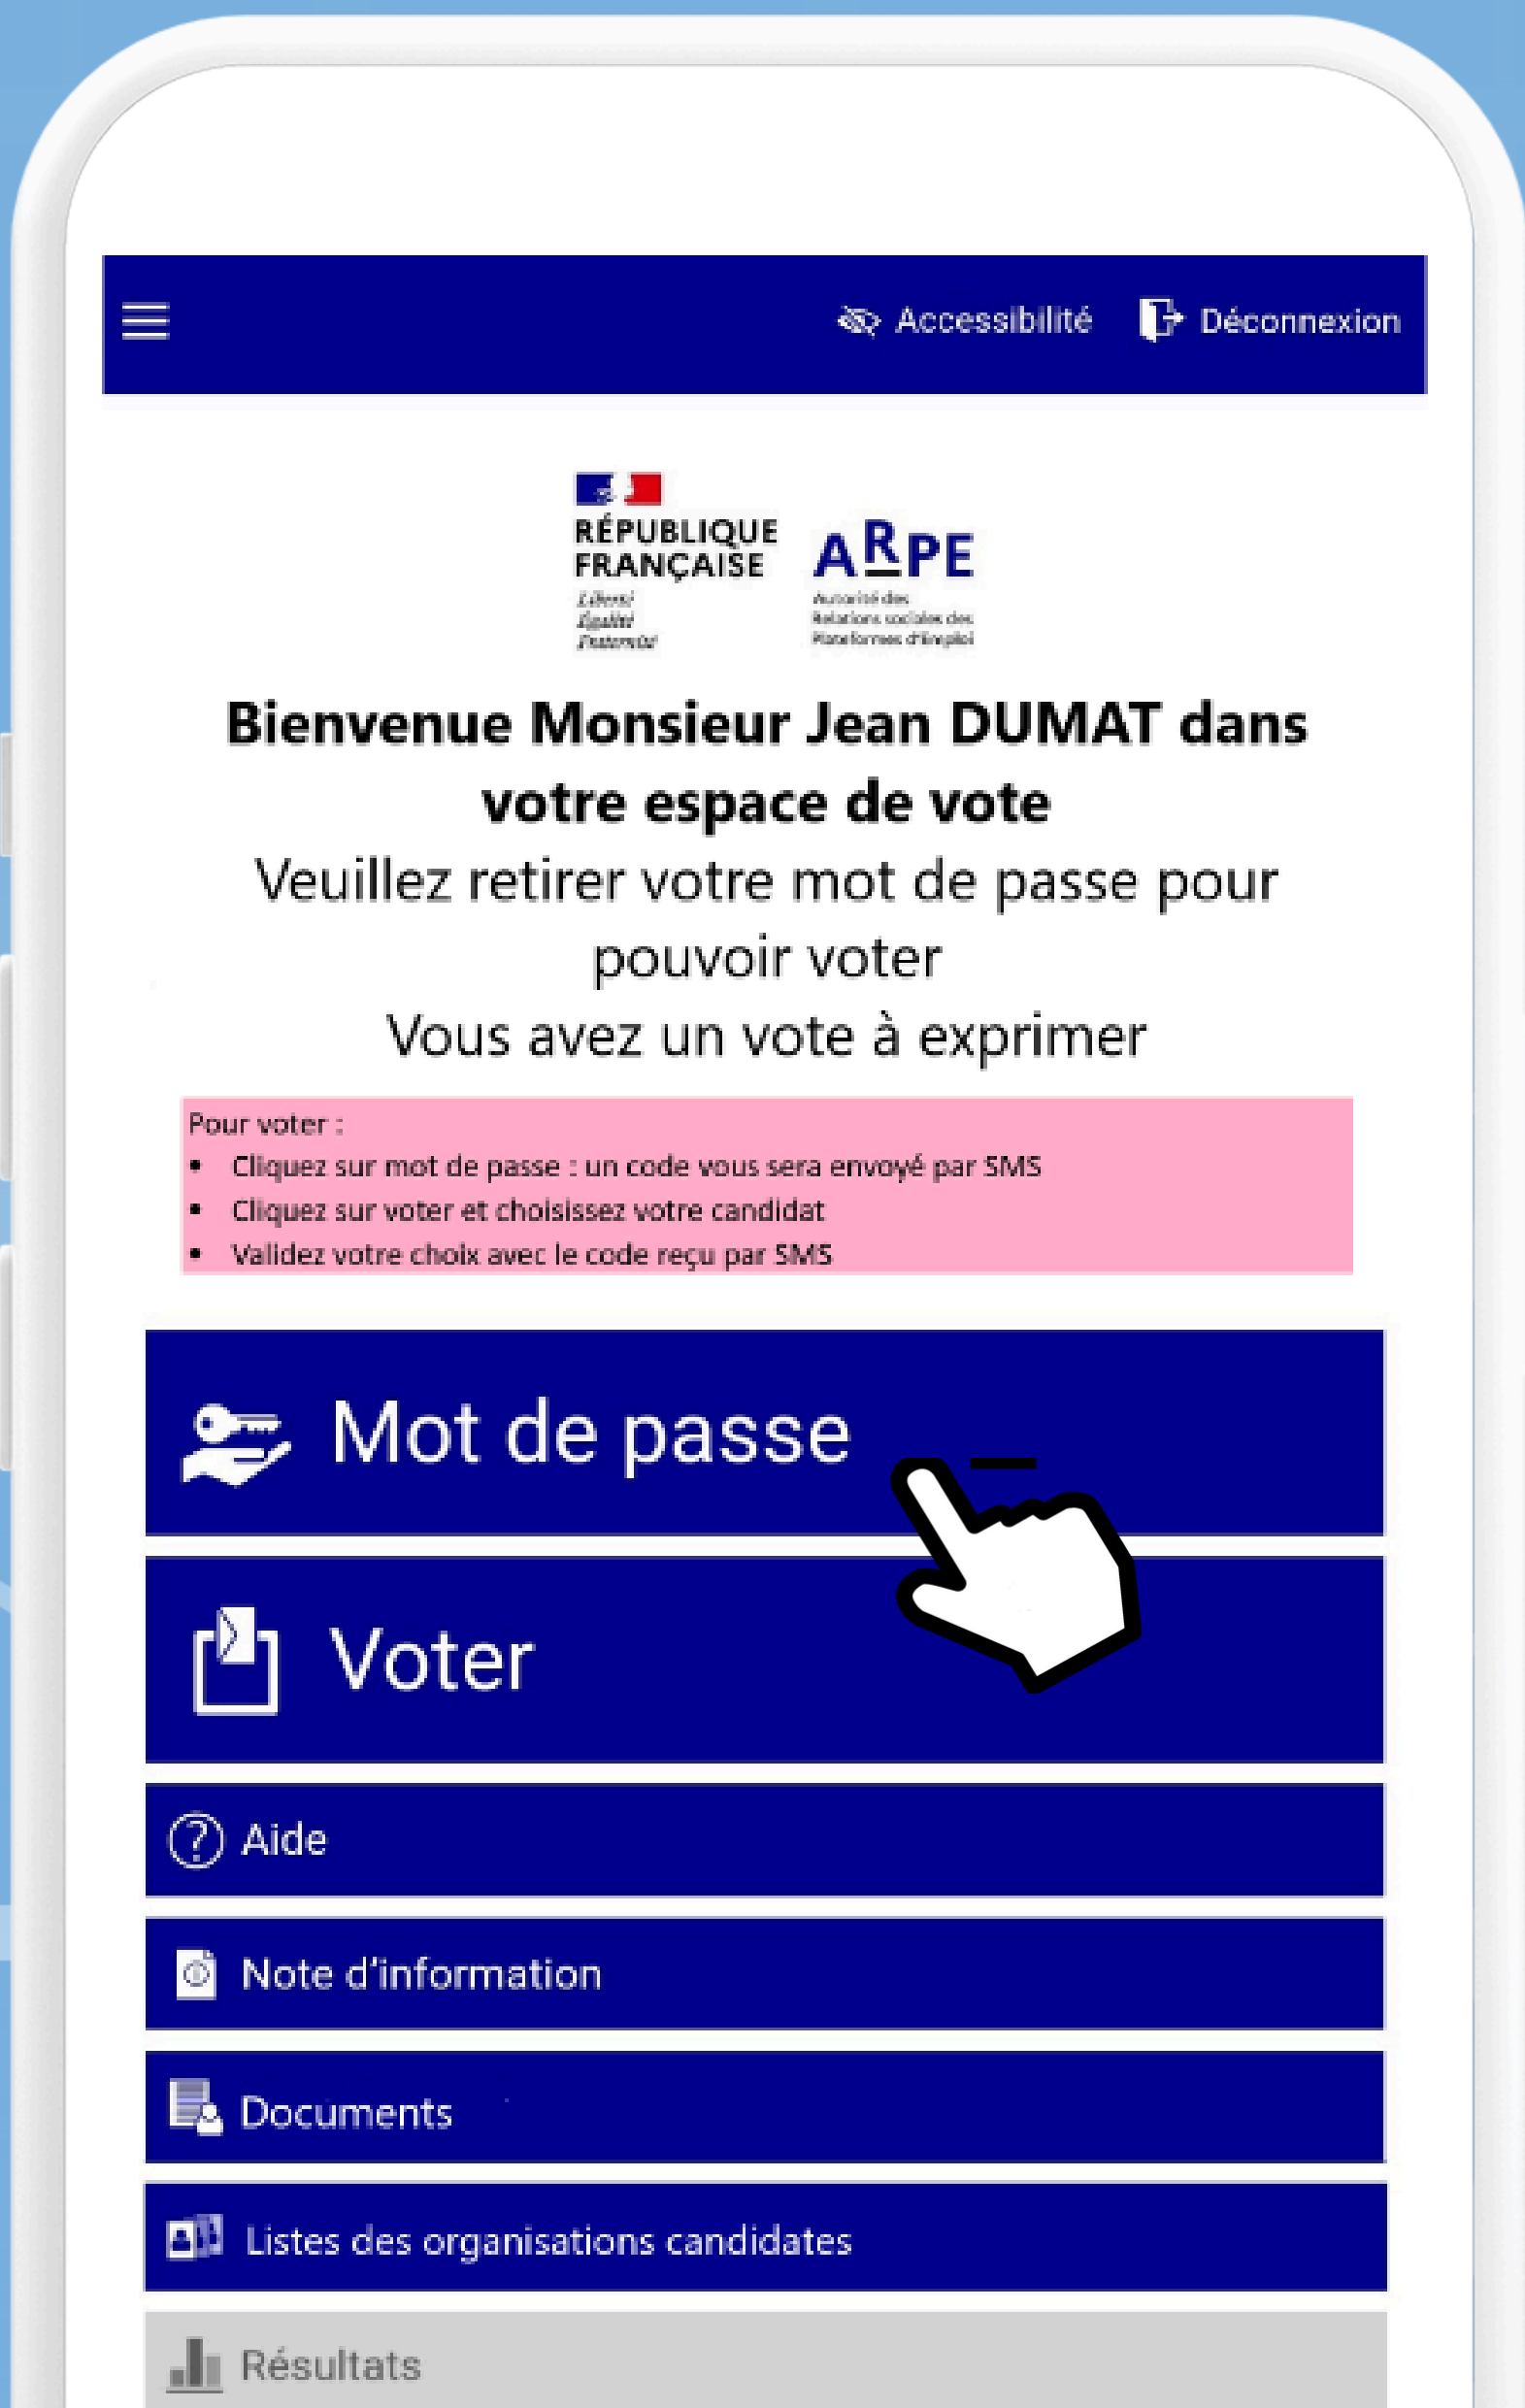 Accessibilité Déconnexion
RÉPUBLIQUE
FRANÇAISE
Liberté
Égalité
Fraternité
ARPE
Autorité des
Relations sociales des
Plateformes d'Emploi
Bienvenue Monsieur Jean DUMAT dans
votre espace de vote
Veuillez retirer votre mot de passe pour
pouvoir voter
Vous avez un vote à exprimer
Pour voter :
• Cliquez sur mot de passe : un code vous sera envoyé par SMS
• Cliquez sur voter et choisissez votre candidat
• Validez votre choix avec le code reçu par SMS
Mot de passe
Voter
Aide
Note d'information
Documents
Listes des organisations candidates
Résultats